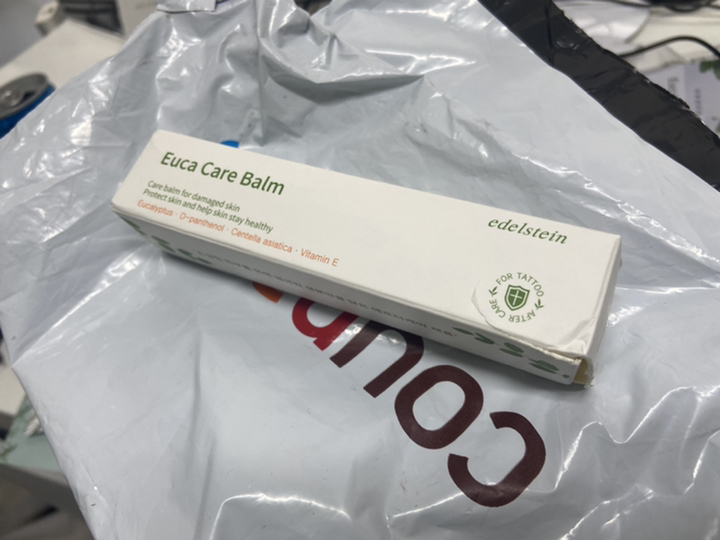 Euca Care Balm
Care balm for damaged skin
Protect skin and help skin stay healthy
Eucalyptus · D-panthenol · Centella asiatica · Vitamin E
edelstein
FOR TATTOO
AFTER CARE
coup